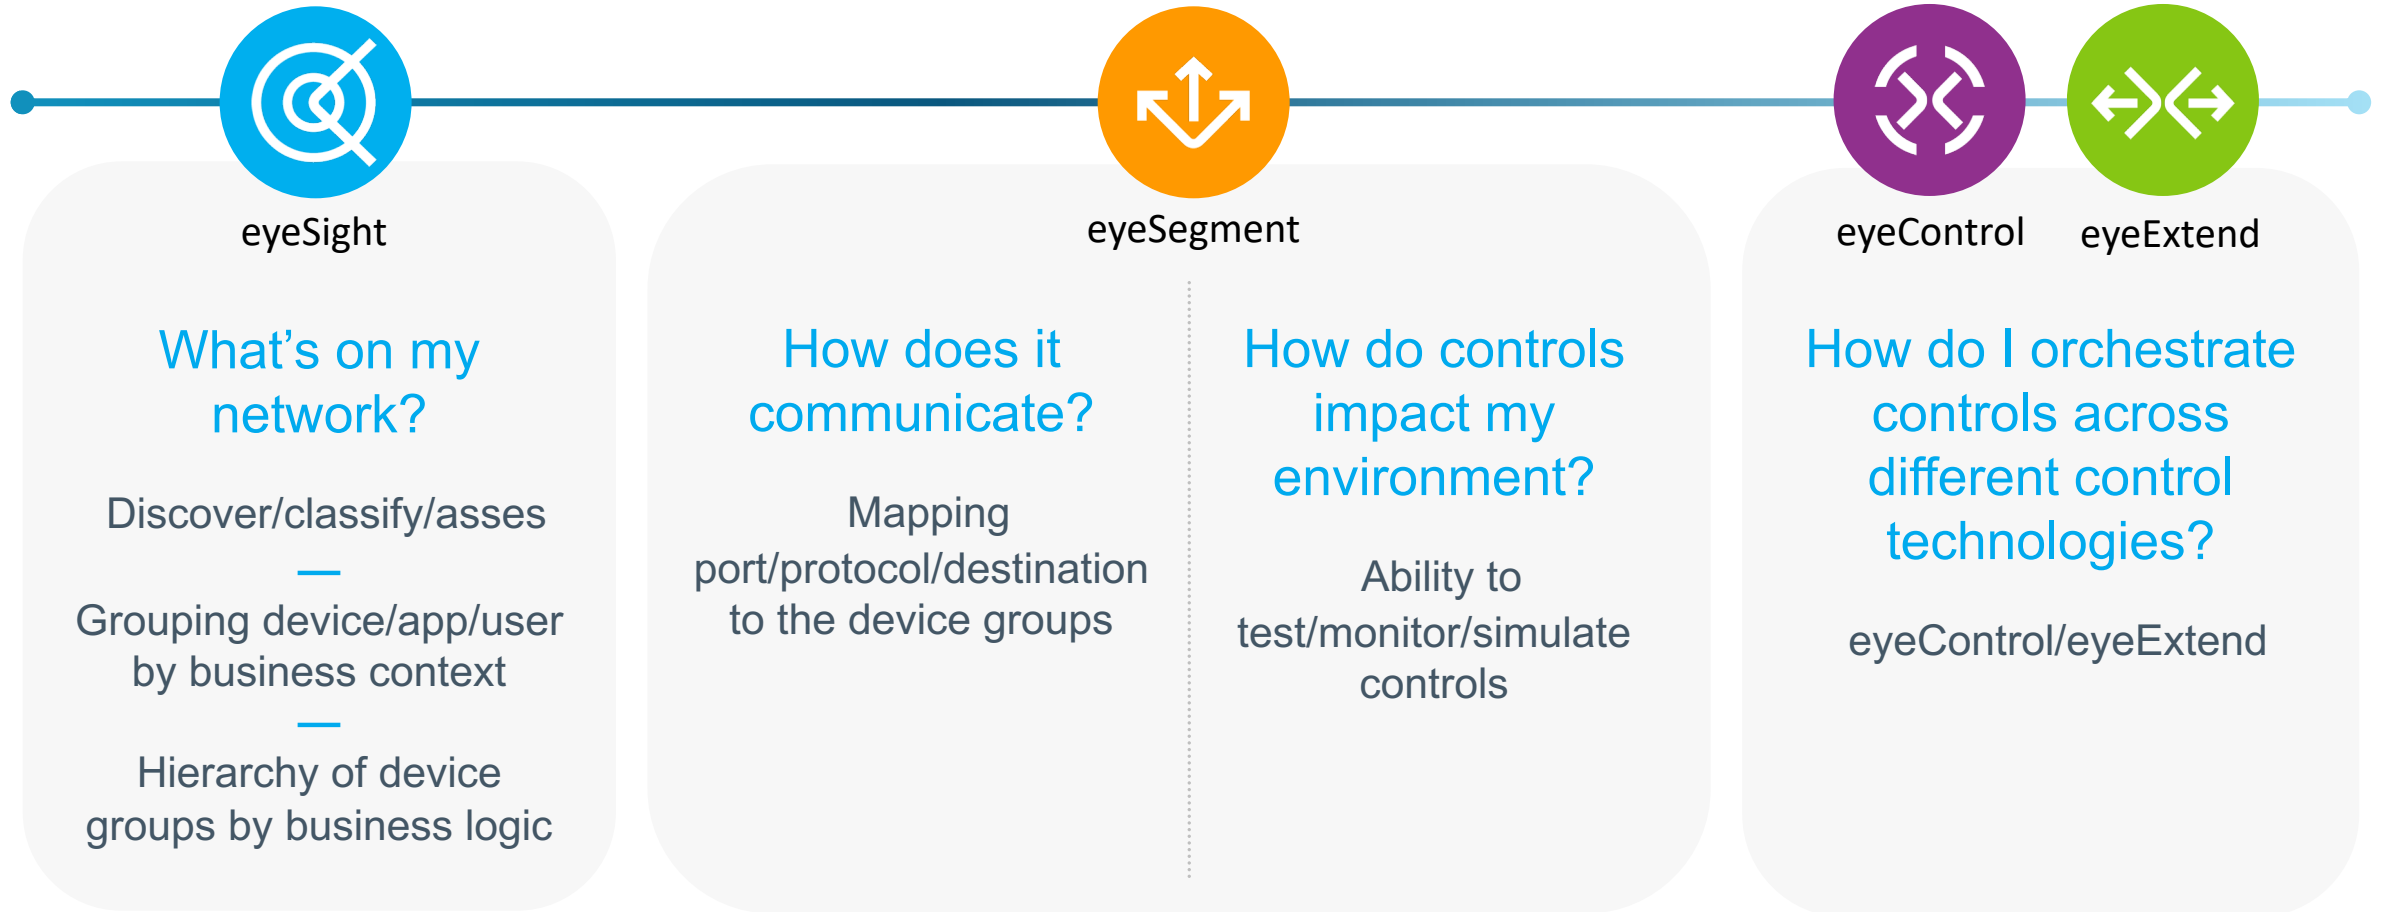 eyeSight
What’s on my
network?
Discover/classify/asses
Grouping device/app/user
by business context
Hierarchy of device
groups by business logic
eyeSegment
How does it
communicate?
Mapping
port/protocol/destination
to the device groups
How do controls
impact my
environment?
Ability to
test/monitor/simulate
controls
eyeControl
eyeExtend
How do I orchestrate
controls across
different control
technologies?
eyeControl/eyeExtend